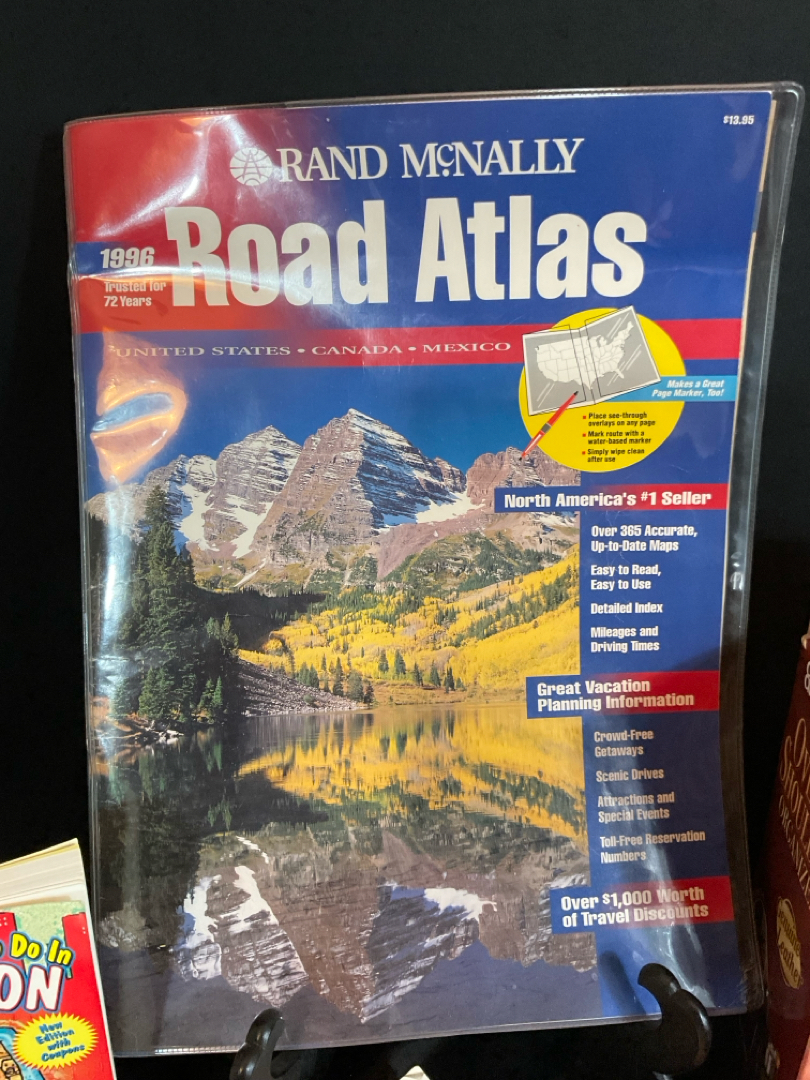 $13.95
RAND McNALLY
1996
Road Atlas
Trusted for
72 Years
UNITED STATES • CANADA • MEXICO
Makes a Great
Page Marker, Too!
▪ Place see-through
overlays on any page
▪ Mark route with a
water-based marker
▪ Simply wipe clean
after use
North America's #1 Seller
Over 365 Accurate,
Up-to-Date Maps
Easy to Read,
Easy to Use
Detailed Index
Mileages and
Driving Times
Great Vacation
Planning Information
Crowd-Free
Getaways
Scenic Drives
Attractions and
Special Events
Toll-Free Reservation
Numbers
Over $1,000 Worth
of Travel Discounts
Do In
ON
New
Edition
with
Coupons